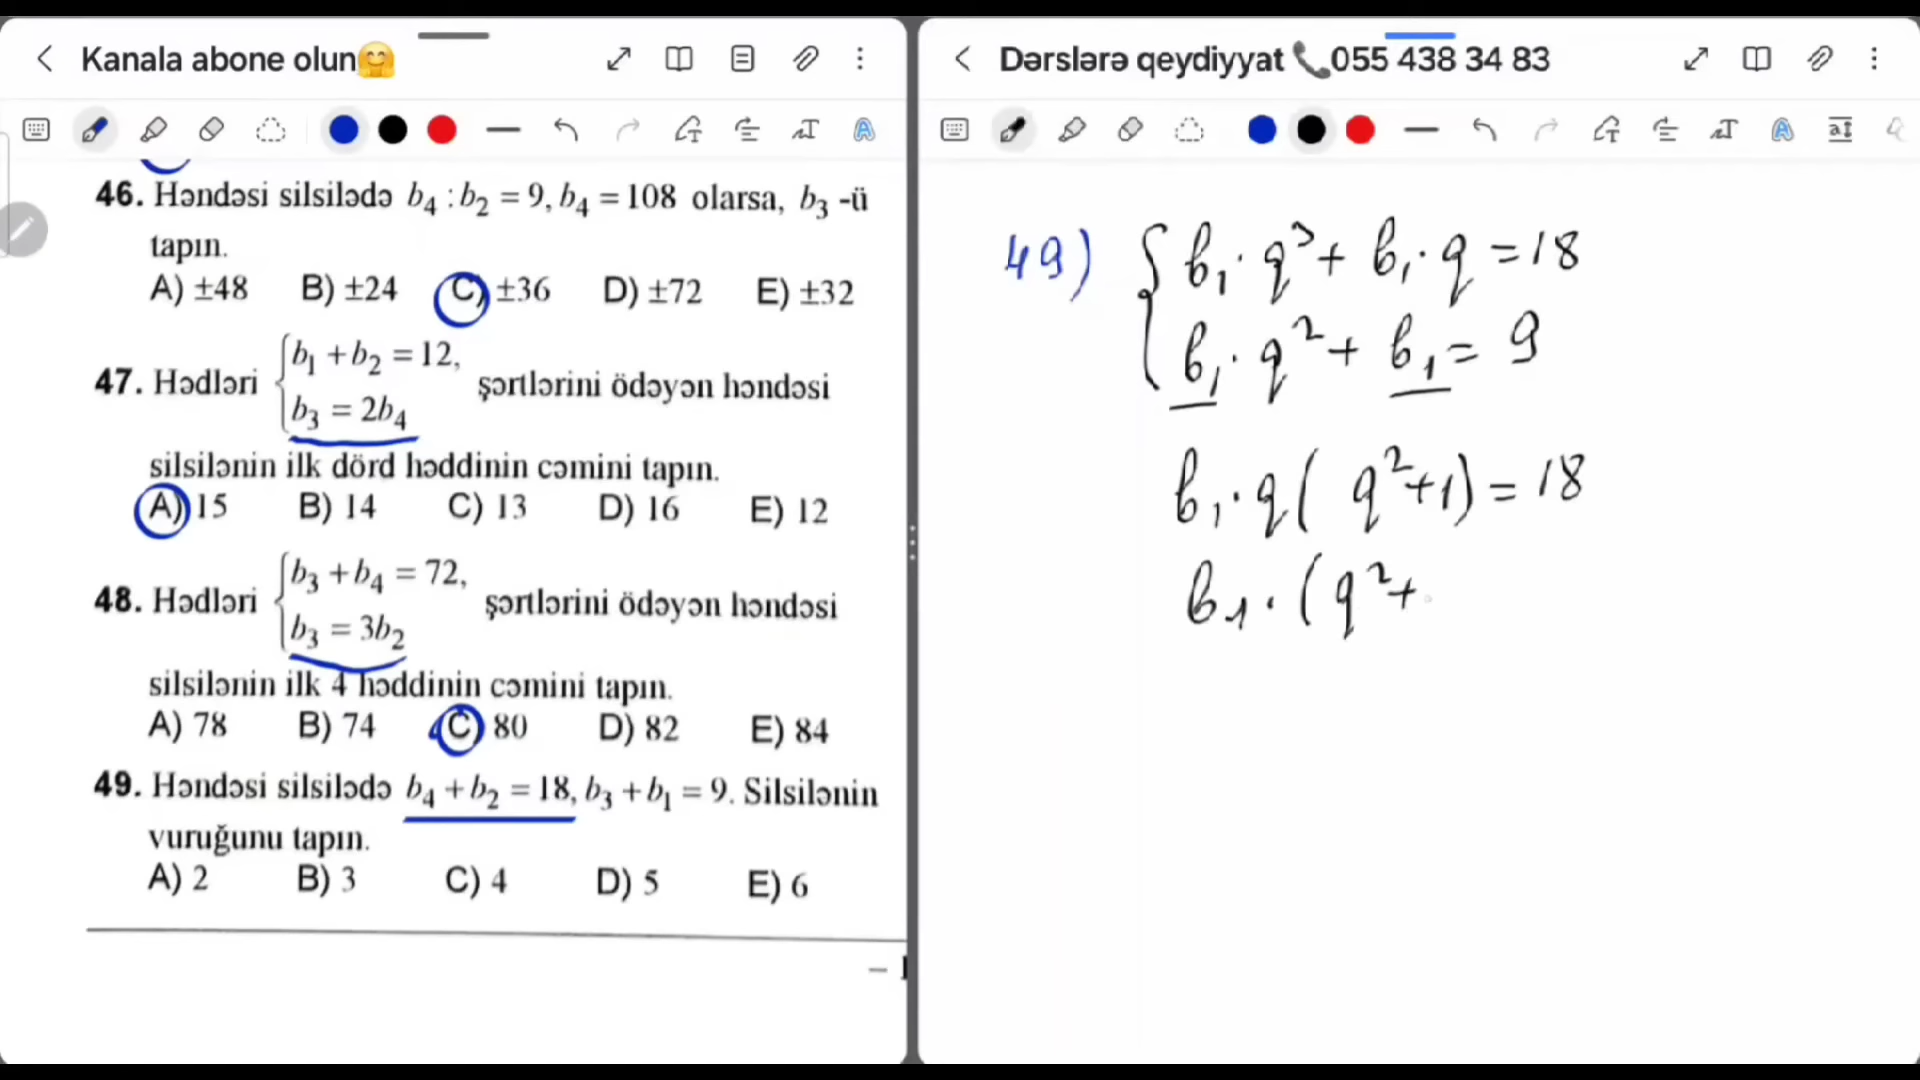 Kanala abone olun🤗
46. Həndəsi silsilədə b₄ : b₂ = 9, b₄ = 108 olarsa, b₃ -ü
tapın.
A) ±48 B) ±24 C) ±36 D) ±72 E) ±32
47. Hədləri { b₁ + b₂ = 12, b₃ = 2b₄ şərtlərini ödəyən həndəsi
silsilənin ilk dörd həddinin cəmini tapın.
A) 15 B) 14 C) 13 D) 16 E) 12
48. Hədləri { b₃ + b₄ = 72, b₃ = 3b₂ şərtlərini ödəyən həndəsi
silsilənin ilk 4 həddinin cəmini tapın.
A) 78 B) 74 C) 80 D) 82 E) 84
49. Həndəsi silsilədə b₄ + b₂ = 18, b₃ + b₁ = 9. Silsilənin
vuruğunu tapın.
A) 2 B) 3 C) 4 D) 5 E) 6
Dərslərə qeydiyyat 📞055 438 34 83
49) { b₁ · q³ + b₁ · q = 18
b₁ · q² + b₁ = 9
b₁ · q ( q² + 1) = 18
b₁ · ( q² +